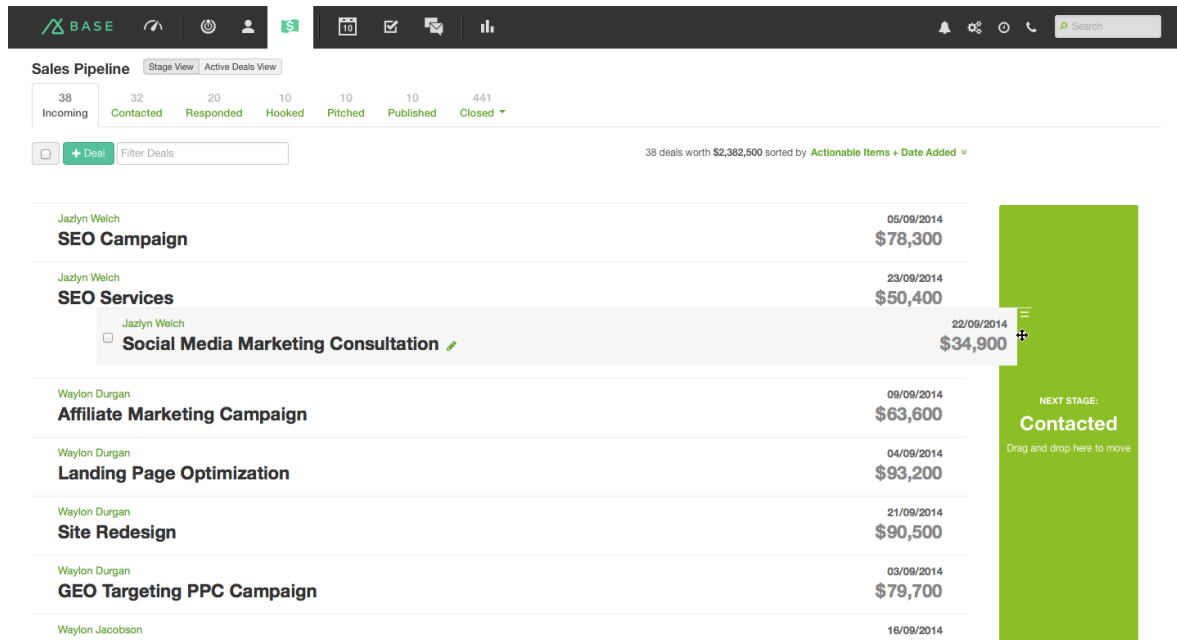 BASE
10
Search
Sales Pipeline
Stage View
Active Deals View
38
Incoming
32
Contacted
20
Responded
10
Hooked
10
Pitched
10
Published
441
Closed
+ Deal
Filter Deals
38 deals worth $2,382,500 sorted by Actionable Items + Date Added
Jazlyn Welch
05/09/2014
SEO Campaign
$78,300
Jazlyn Welch
23/09/2014
SEO Services
$50,400
Jazlyn Welch
22/09/2014
Social Media Marketing Consultation
$34,900
Waylon Durgan
09/09/2014
Affiliate Marketing Campaign
$63,600
Waylon Durgan
04/09/2014
Landing Page Optimization
$93,200
Waylon Durgan
21/09/2014
Site Redesign
$90,500
Waylon Durgan
03/09/2014
GEO Targeting PPC Campaign
$79,700
Waylon Jacobson
16/09/2014
NEXT STAGE:
Contacted
Drag and drop here to move